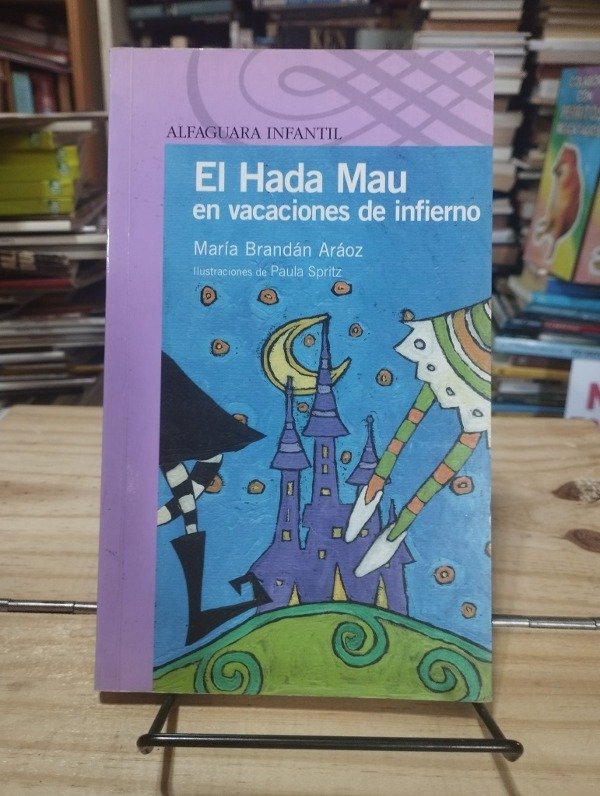 ALFAGUARA INFANTIL
El Hada Mau
en vacaciones de infierno
María Brandán Aráoz
Ilustraciones de Paula Spritz